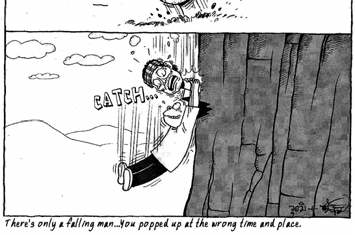 CATCH...
There's only a falling man...You popped up at the wrong time and place.